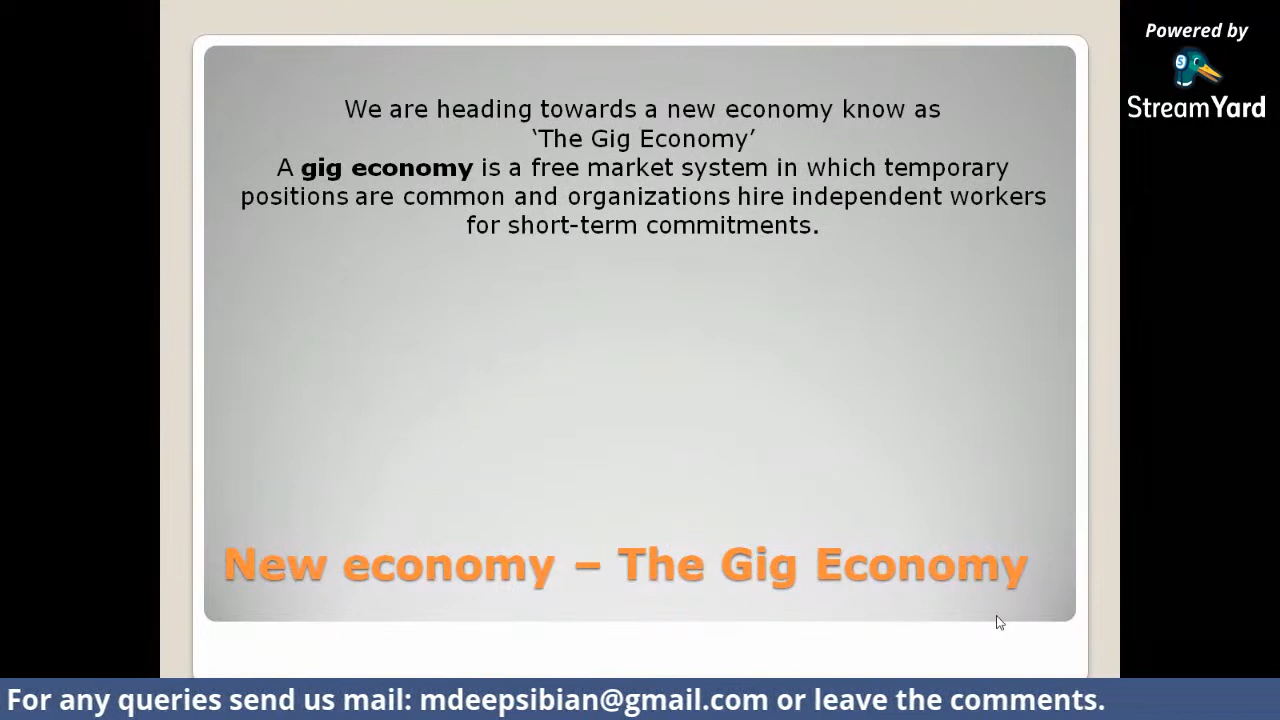 Powered by
StreamYard
We are heading towards a new economy know as
‘The Gig Economy’
A gig economy is a free market system in which temporary
positions are common and organizations hire independent workers
for short-term commitments.
New economy – The Gig Economy
For any queries send us mail: mdeepsibian@gmail.com or leave the comments.